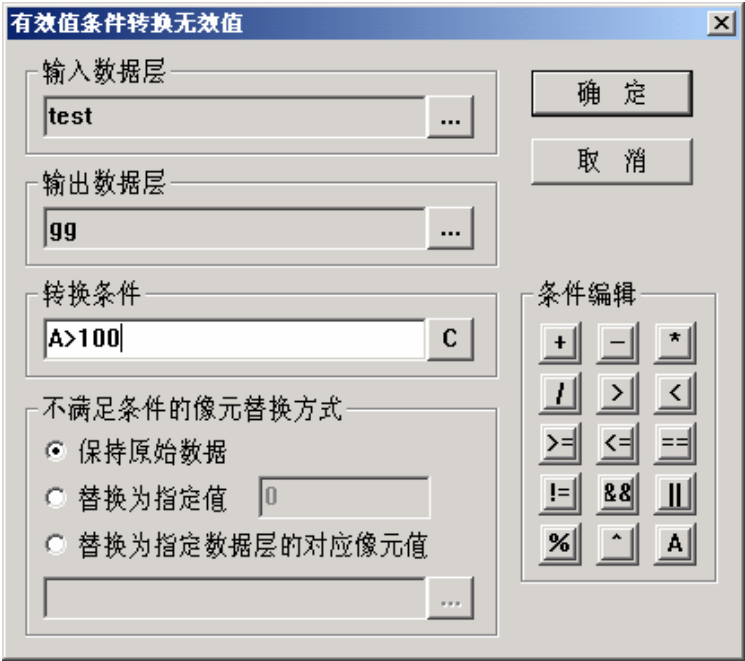 有效值条件转换无效值
输入数据层
test ...
确 定
取 消
输出数据层
gg ...
转换条件
A>100 C
不满足条件的像元替换方式
保持原始数据
替换为指定值 0
替换为指定数据层的对应像元值
...
条件编辑
+ - *
/ > <
>= <= ==
!= && ||
% ^ A